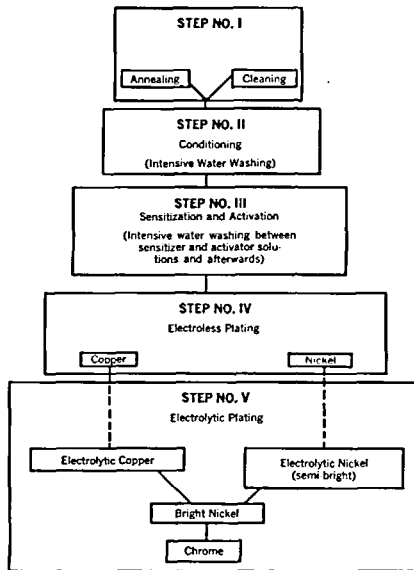 STEP NO. I
Annealing
Cleaning
STEP NO. II
Conditioning
(Intensive Water Washing)
STEP NO. III
Sensitization and Activation
(Intensive water washing between
sensitizer and activator solu-
tions and afterwards)
STEP NO. IV
Electroless Plating
Copper
Nickel
STEP NO. V
Electrolytic Plating
Electrolytic Copper
Electrolytic Nickel
(semi bright)
Bright Nickel
Chrome